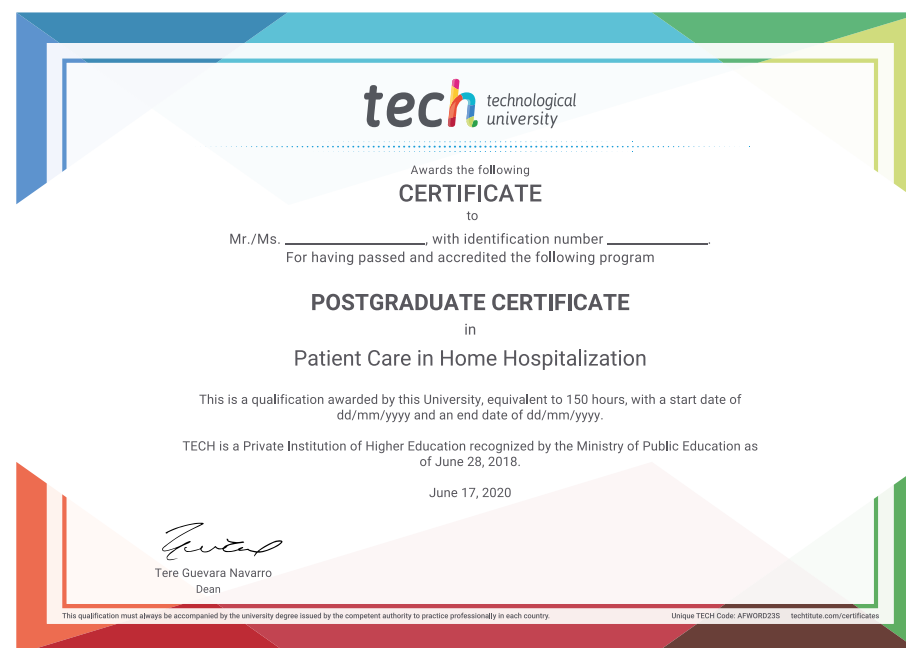 tech technological
university
Awards the following
CERTIFICATE
to
Mr./Ms. ____________, with identification number ____________.
For having passed and accredited the following program
POSTGRADUATE CERTIFICATE
in
Patient Care in Home Hospitalization
This is a qualification awarded by this University, equivalent to 150 hours, with a start date of
dd/mm/yyyy and an end date of dd/mm/yyyy.
TECH is a Private Institution of Higher Education recognized by the Ministry of Public Education as
of June 28, 2018.
June 17, 2020
Tere Guevara Navarro
Dean
This qualification must always be accompanied by the university degree issued by the competent authority to practice professionally in each country. Unique TECH Code: AFWORD23S techtitute.com/certificates